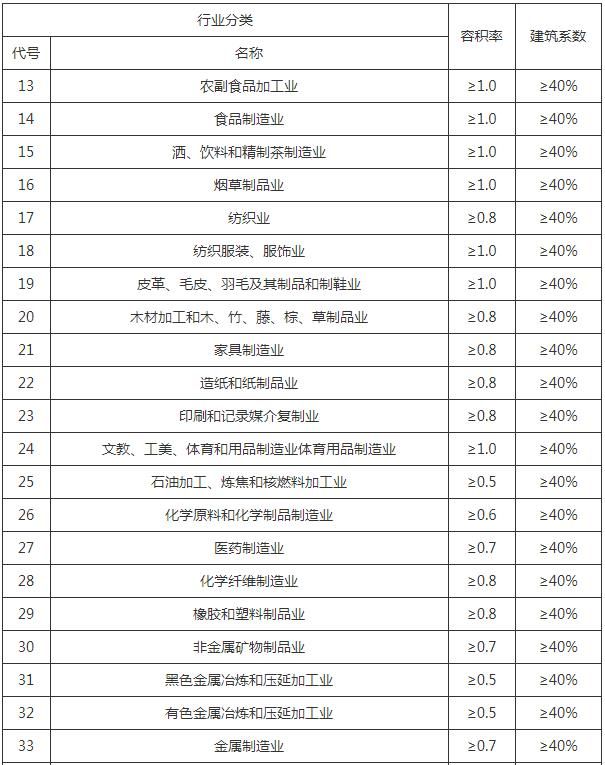 行业分类 容积率 建筑系数
代号 名称
13 农副食品加工业 ≥1.0 ≥40%
14 食品制造业 ≥1.0 ≥40%
15 洒、饮料和精制茶制造业 ≥1.0 ≥40%
16 烟草制品业 ≥1.0 ≥40%
17 纺织业 ≥0.8 ≥40%
18 纺织服装、服饰业 ≥1.0 ≥40%
19 皮革、毛皮、羽毛及其制品和制鞋业 ≥1.0 ≥40%
20 木材加工和木、竹、藤、棕、草制品业 ≥0.8 ≥40%
21 家具制造业 ≥0.8 ≥40%
22 造纸和纸制品业 ≥0.8 ≥40%
23 印刷和记录媒介复制业 ≥0.8 ≥40%
24 文教、工美、体育和用品制造业体育用品制造业 ≥1.0 ≥40%
25 石油加工、炼焦和核燃料加工业 ≥0.5 ≥40%
26 化学原料和化学制品制造业 ≥0.6 ≥40%
27 医药制造业 ≥0.7 ≥40%
28 化学纤维制造业 ≥0.8 ≥40%
29 橡胶和塑料制品业 ≥0.8 ≥40%
30 非金属矿物制品业 ≥0.7 ≥40%
31 黑色金属冶炼和压延加工业 ≥0.5 ≥40%
32 有色金属冶炼和压延加工业 ≥0.5 ≥40%
33 金属制造业 ≥0.7 ≥40%